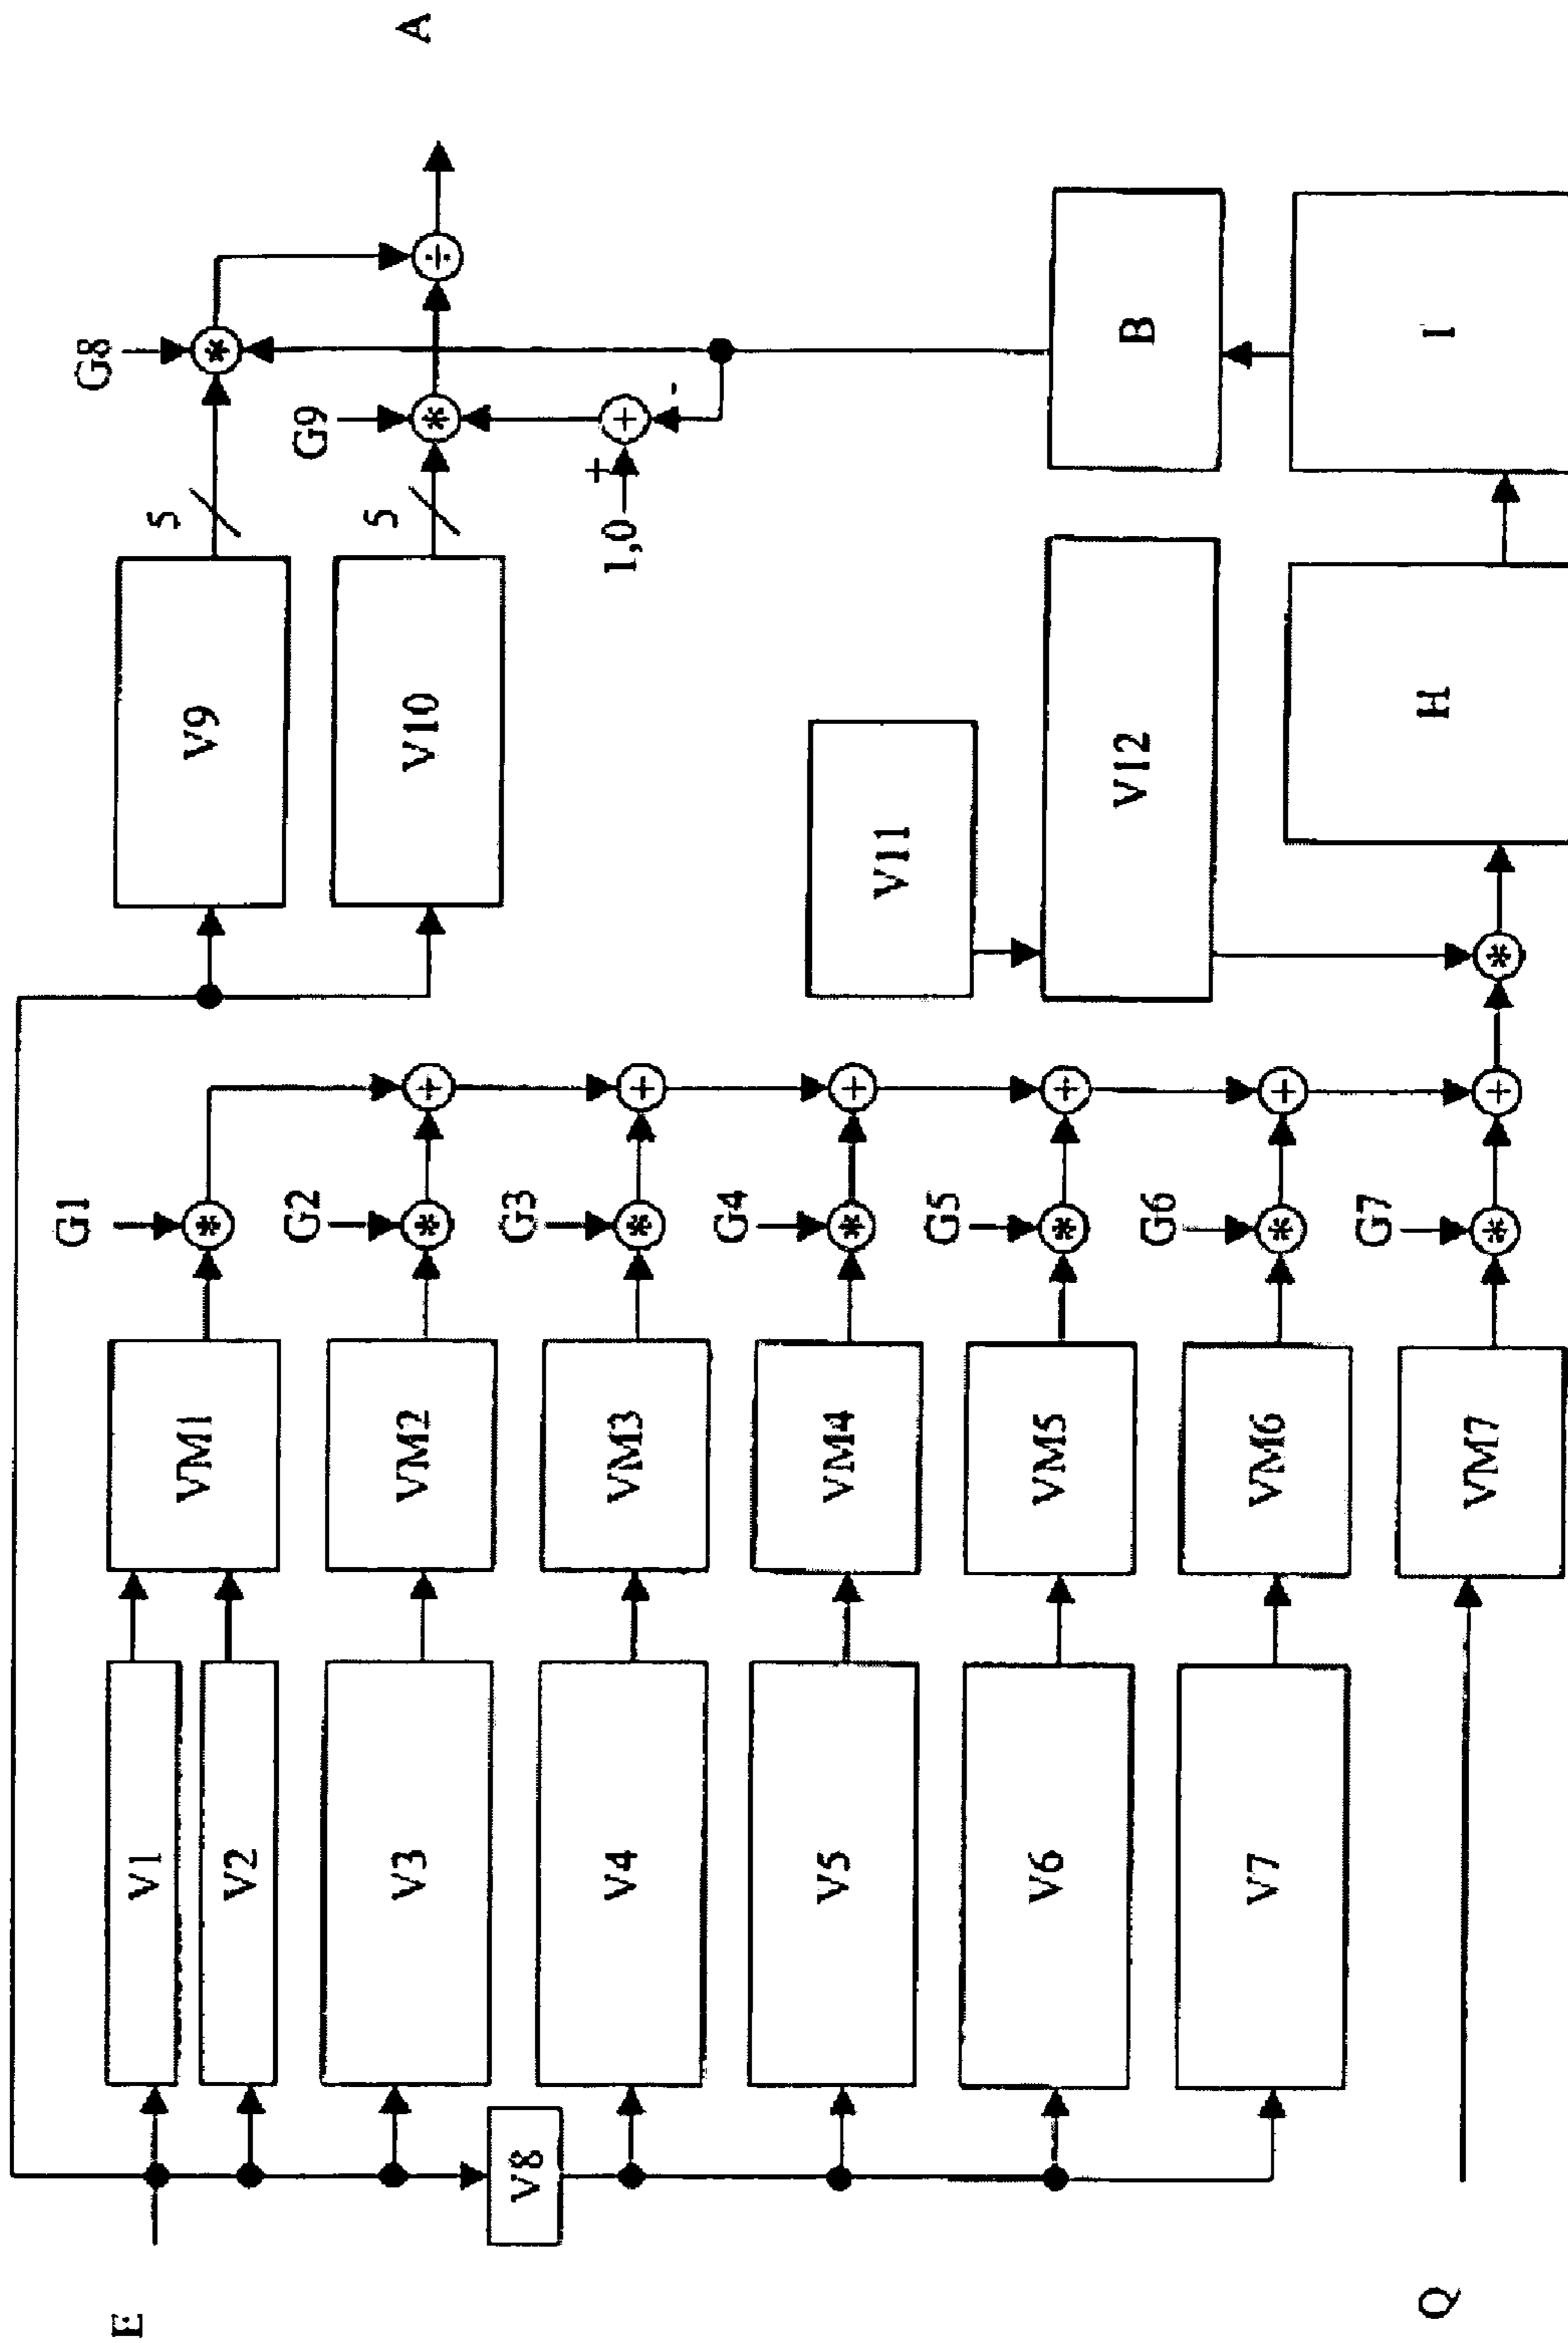 E
V1
V2
V3
V8
V4
V5
V6
V7
Q
VM1
VM2
VM3
VM4
VM5
VM6
VM7
G1
*
G2
*
G3
*
G4
*
G5
*
G6
*
G7
*
+
+
+
+
+
+
*
V9
V10
V11
V12
H
5
5
1,0
+
+
-
G9
*
G8
*
÷
B
I
A